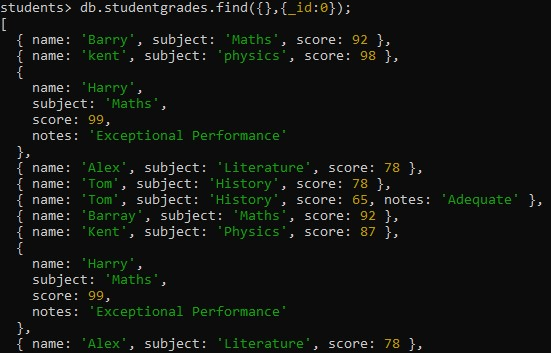 students> db.studentgrades.find({},{_id:0});
[
  { name: 'Barry', subject: 'Maths', score: 92 },
  { name: 'kent', subject: 'physics', score: 98 },
  {
    name: 'Harry',
    subject: 'Maths',
    score: 99,
    notes: 'Exceptional Performance'
  },
  { name: 'Alex', subject: 'Literature', score: 78 },
  { name: 'Tom', subject: 'History', score: 78 },
  { name: 'Tom', subject: 'History', score: 65, notes: 'Adequate' },
  { name: 'Barray', subject: 'Maths', score: 92 },
  { name: 'Kent', subject: 'Physics', score: 87 },
  {
    name: 'Harry',
    subject: 'Maths',
    score: 99,
    notes: 'Exceptional Performance'
  },
  { name: 'Alex', subject: 'Literature', score: 78 },